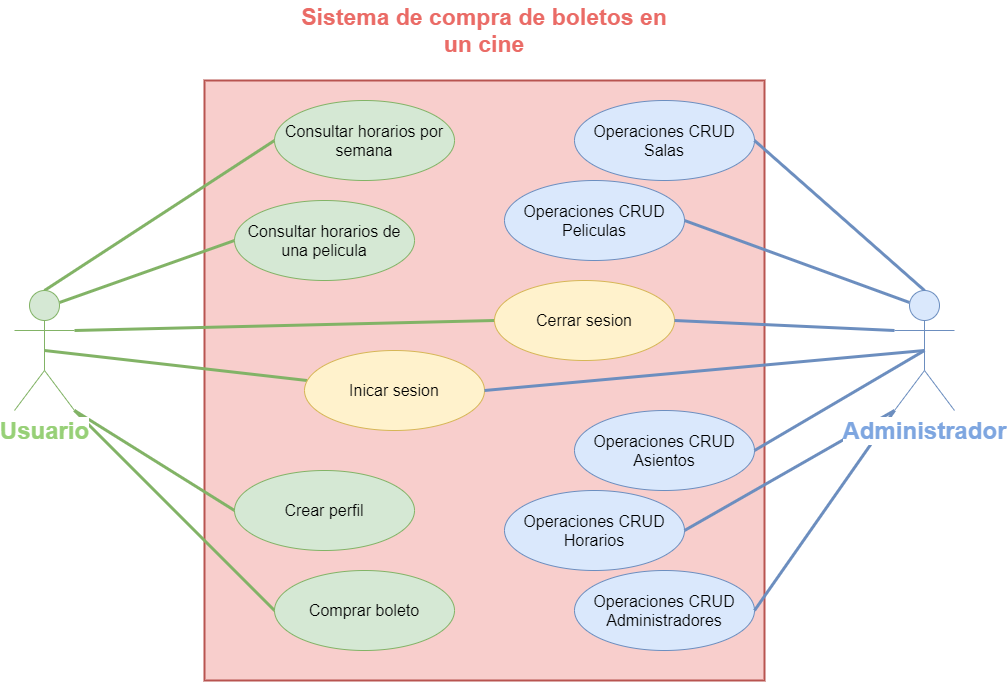 Sistema de compra de boletos en
un cine
Consultar horarios por
semana
Operaciones CRUD
Salas
Consultar horarios de
una pelicula
Operaciones CRUD
Peliculas
Cerrar sesion
Inicar sesion
Usuario
Administrador
Operaciones CRUD
Asientos
Crear perfil
Operaciones CRUD
Horarios
Comprar boleto
Operaciones CRUD
Administradores